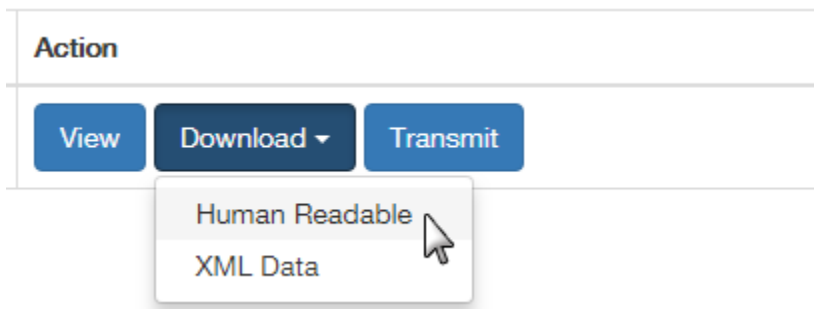 Action
View Download Transmit
Human Readable
XML Data